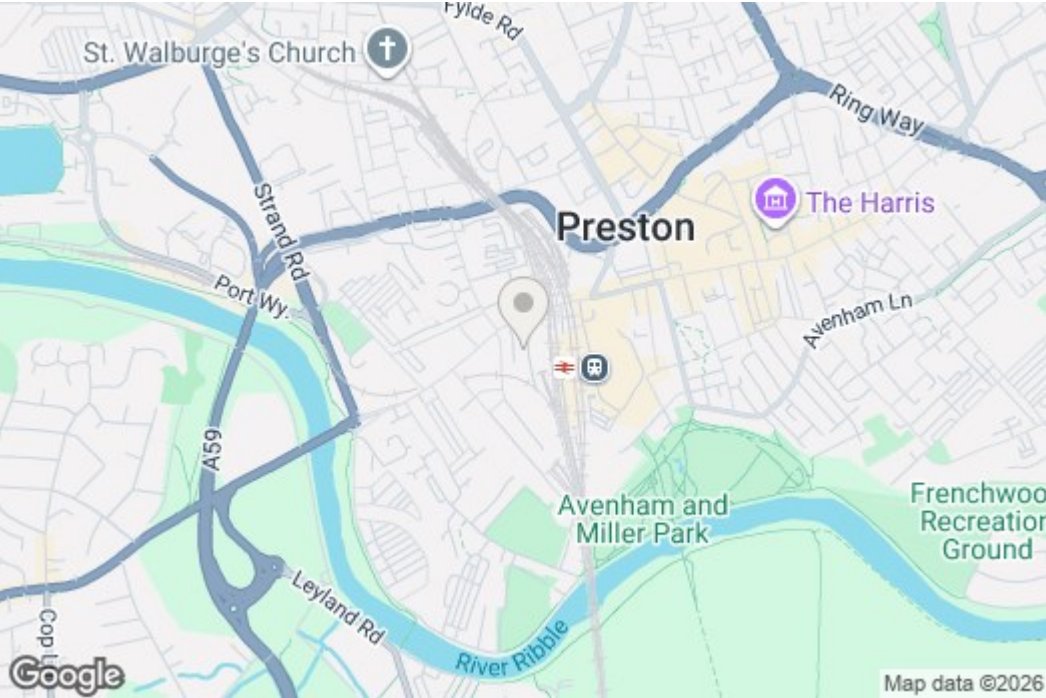 Fylde Rd
St. Walburge's Church
Ring Way
The Harris
Preston
Strand Rd
Port Wy.
Avenham Ln
A59
Avenham and
Miller Park
Frenchwoo
Recreation
Ground
Leyland Rd
Cop L
River Ribble
Google
Map data ©2026